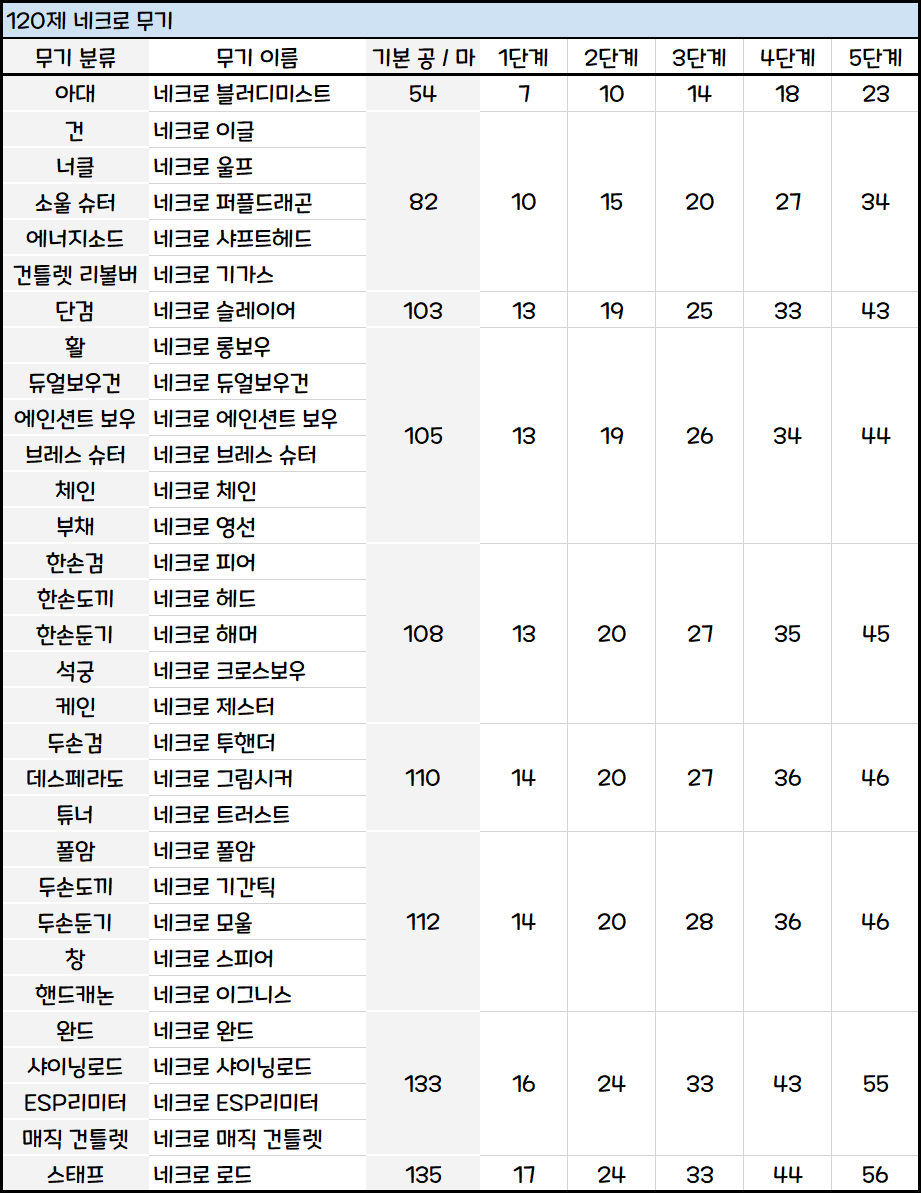 120제 네크로 무기
무기 분류 무기 이름 기본 공 / 마 1단계 2단계 3단계 4단계 5단계
아대 네크로 블러디미스트 54 7 10 14 18 23
건 네크로 이글
너클 네크로 울프
소울 슈터 네크로 퍼플드래곤 82 10 15 20 27 34
에너지소드 네크로 샤프트헤드
건틀렛 리볼버 네크로 기가스
단검 네크로 슬레이어 103 13 19 25 33 43
활 네크로 롱보우
듀얼보우건 네크로 듀얼보우건
에인션트 보우 네크로 에인션트 보우
105 13 19 26 34 44
브레스 슈터 네크로 브레스 슈터
체인 네크로 체인
부채 네크로 영선
한손검 네크로 피어
한손도끼 네크로 헤드
한손둔기 네크로 해머 108 13 20 27 35 45
석궁 네크로 크로스보우
케인 네크로 제스터
두손검 네크로 투핸더
데스페라도 네크로 그림시커 110 14 20 27 36 46
튜너 네크로 트러스트
폴암 네크로 폴암
두손도끼 네크로 기간틱
두손둔기 네크로 모울 112 14 20 28 36 46
창 네크로 스피어
핸드캐논 네크로 이그니스
완드 네크로 완드
샤이닝로드 네크로 샤이닝로드
133 16 24 33 43 55
ESP리미터 네크로 ESP리미터
매직 건틀렛 네크로 매직 건틀렛
스태프 네크로 로드 135 17 24 33 44 56